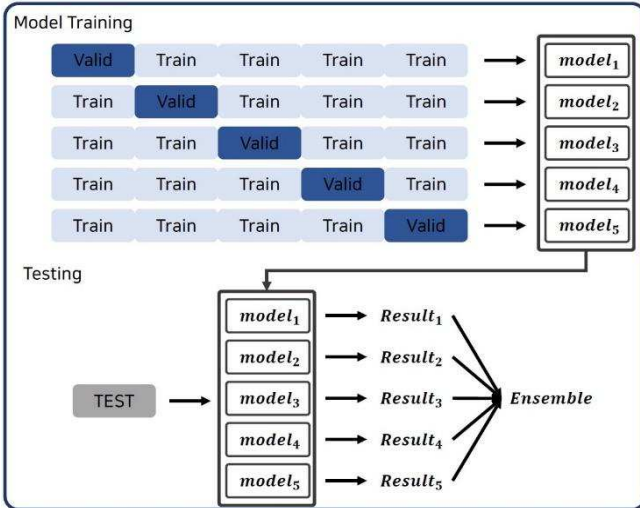 Model Training
Valid Train Train Train Train model₁
Train Valid Train Train Train model₂
Train Train Valid Train Train model₃
Train Train Train Valid Train model₄
Train Train Train Train Valid model₅
Testing
model₁ Result₁
model₂ Result₂
TEST model₃ Result₃ Ensemble
model₄ Result₄
model₅ Result₅